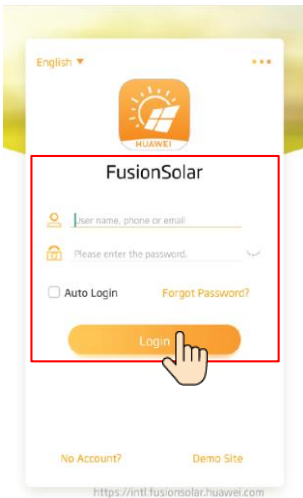 English ▼
HUAWEI
FusionSolar
User name, phone or email
Please enter the password.
Auto Login Forgot Password?
Login
No Account? Demo Site
https://intl.fusionsolar.huawei.com